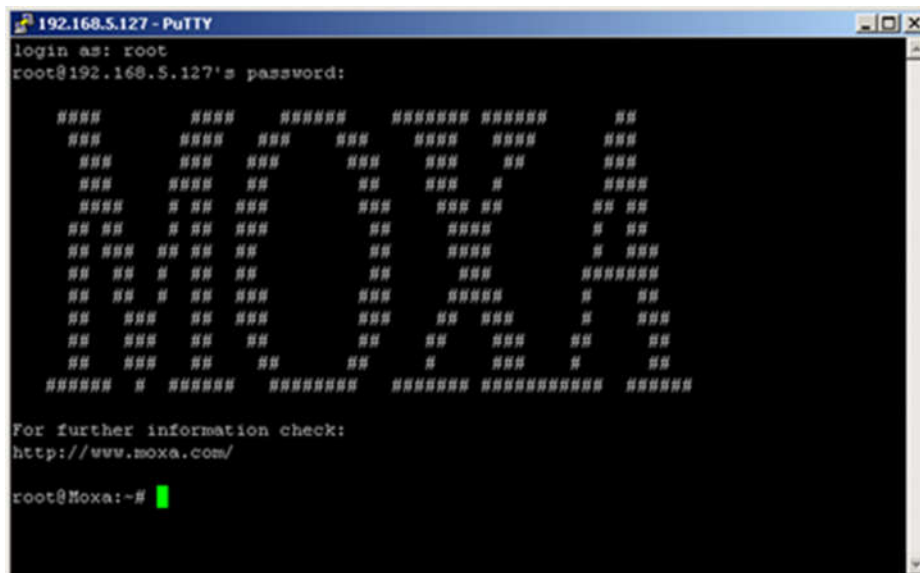 192.168.5.127 - PuTTY
login as: root
root@192.168.5.127's password:
MOXA
For further information check:
http://www.moxa.com/
root@Moxa:~#